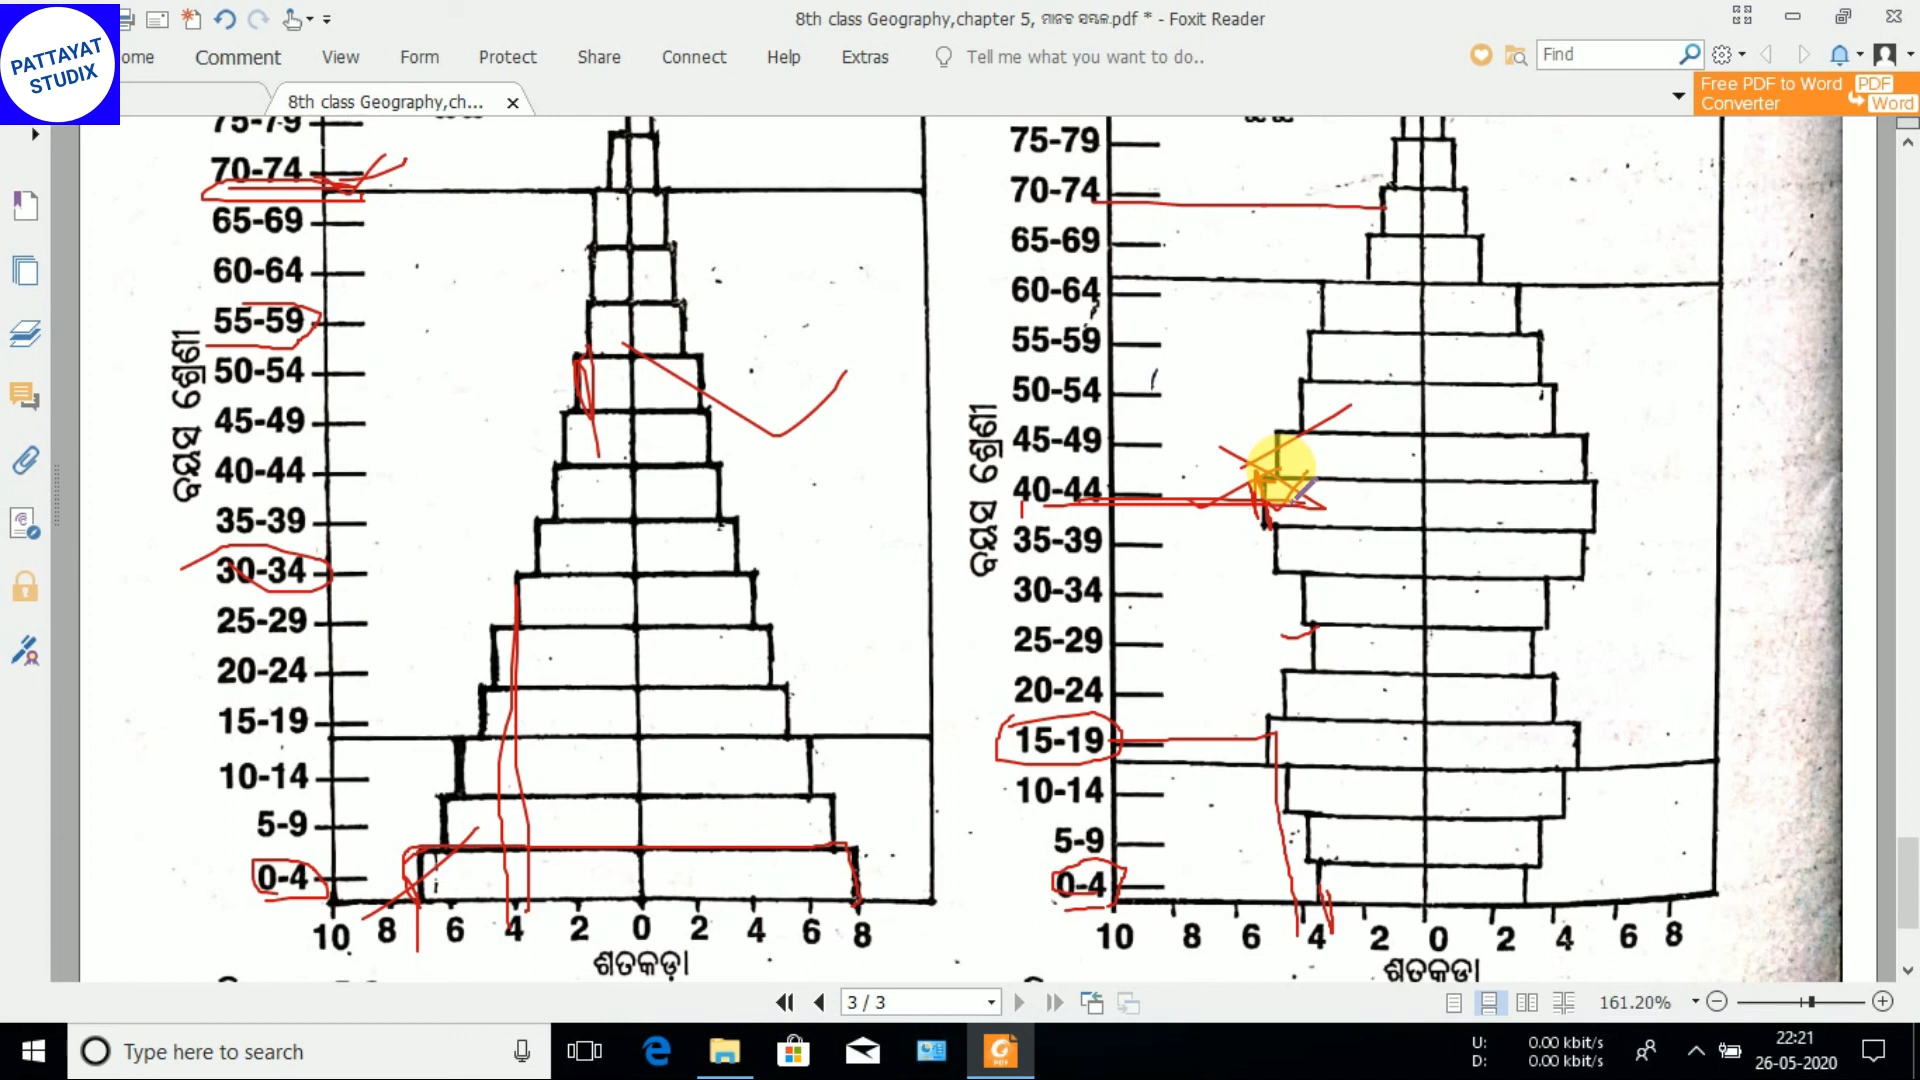 8th class Geography,chapter 5, ମାନବ ସମ୍ବଳ.pdf * - Foxit Reader
PATTAYAT
STUDIX
ome Comment View Form Protect Share Connect Help Extras Tell me what you want to do.. Find
Free PDF to Word PDF
Converter Word
8th class Geography,ch...
75-79
70-74
65-69
60-64
55-59
50-54
45-49
40-44
35-39
30-34
25-29
20-24
15-19
10-14
5-9
0-4
ବୟସ ଶ୍ରେଣୀ
10 8 6 4 2 0 2 4 6 8
ଶତକଡ଼ା
75-79
70-74
65-69
60-64
55-59
50-54
45-49
40-44
35-39
30-34
25-29
20-24
15-19
10-14
5-9
0-4
ବୟସ ଶ୍ରେଣୀ
10 8 6 4 2 0 2 4 6 8
ଶତକଡା
3 / 3
161.20%
Type here to search
U: 0.00 kbit/s
D: 0.00 kbit/s
22:21
26-05-2020